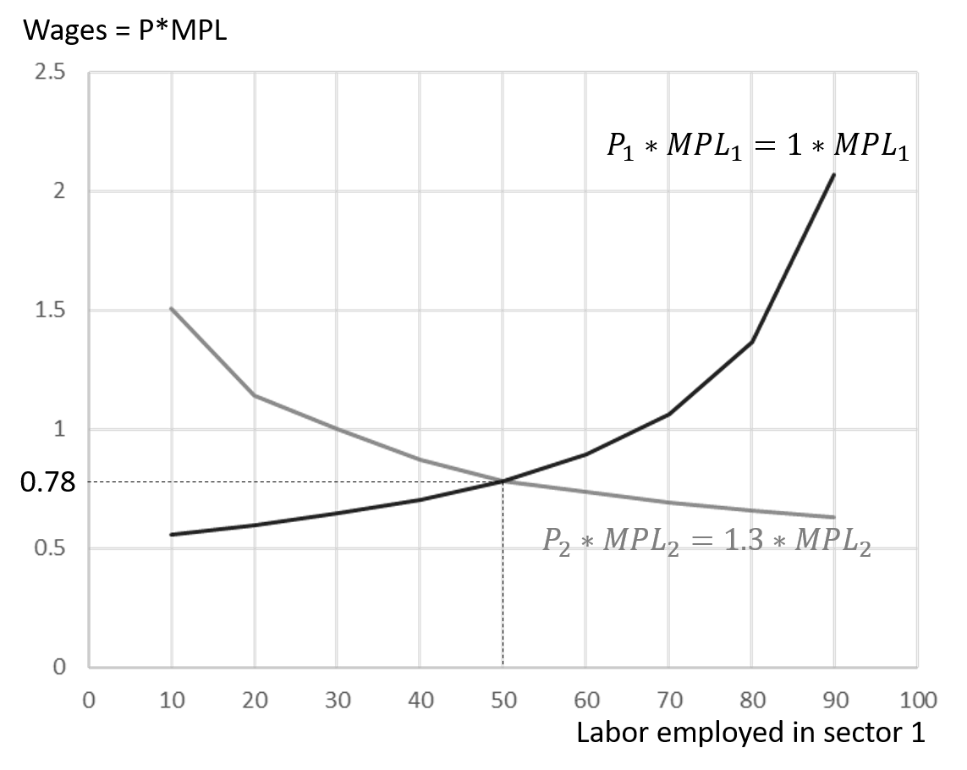 Wages = P*MPL
2.5
P₁ ∗ MPL₁ = 1 ∗ MPL₁
2
1.5
1
0.78
0.5
P₂ ∗ MPL₂ = 1.3 ∗ MPL₂
0
0 10 20 30 40 50 60 70 80 90 100
Labor employed in sector 1